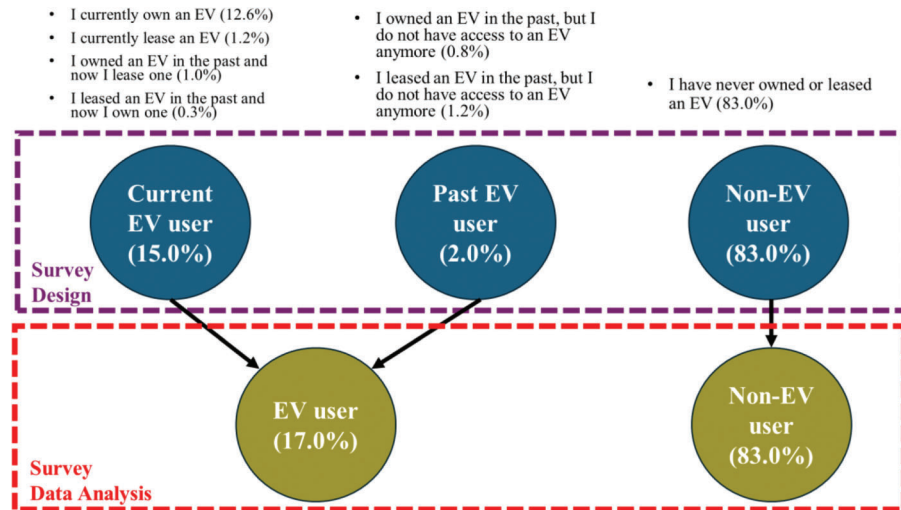 • I currently own an EV (12.6%)
• I currently lease an EV (1.2%)
• I owned an EV in the past and
now I lease one (1.0%)
• I leased an EV in the past and
now I own one (0.3%)
• I owned an EV in the past, but I
do not have access to an EV
anymore (0.8%)
• I leased an EV in the past, but I
do not have access to an EV
anymore (1.2%)
• I have never owned or leased
an EV (83.0%)
Current
EV user
(15.0%)
Past EV
user
(2.0%)
Non-EV
user
(83.0%)
Survey
Design
EV user
(17.0%)
Non-EV
user
(83.0%)
Survey
Data Analysis